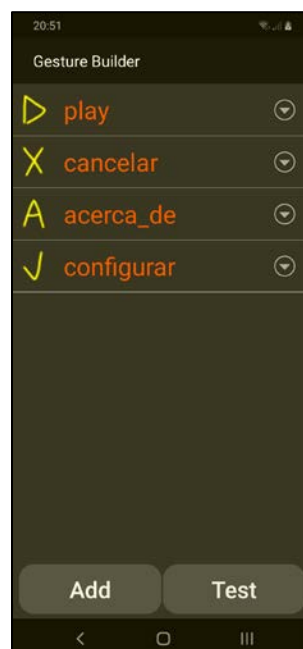 20:51
Gesture Builder
play
cancelar
A acerca_de
configurar
Add Test